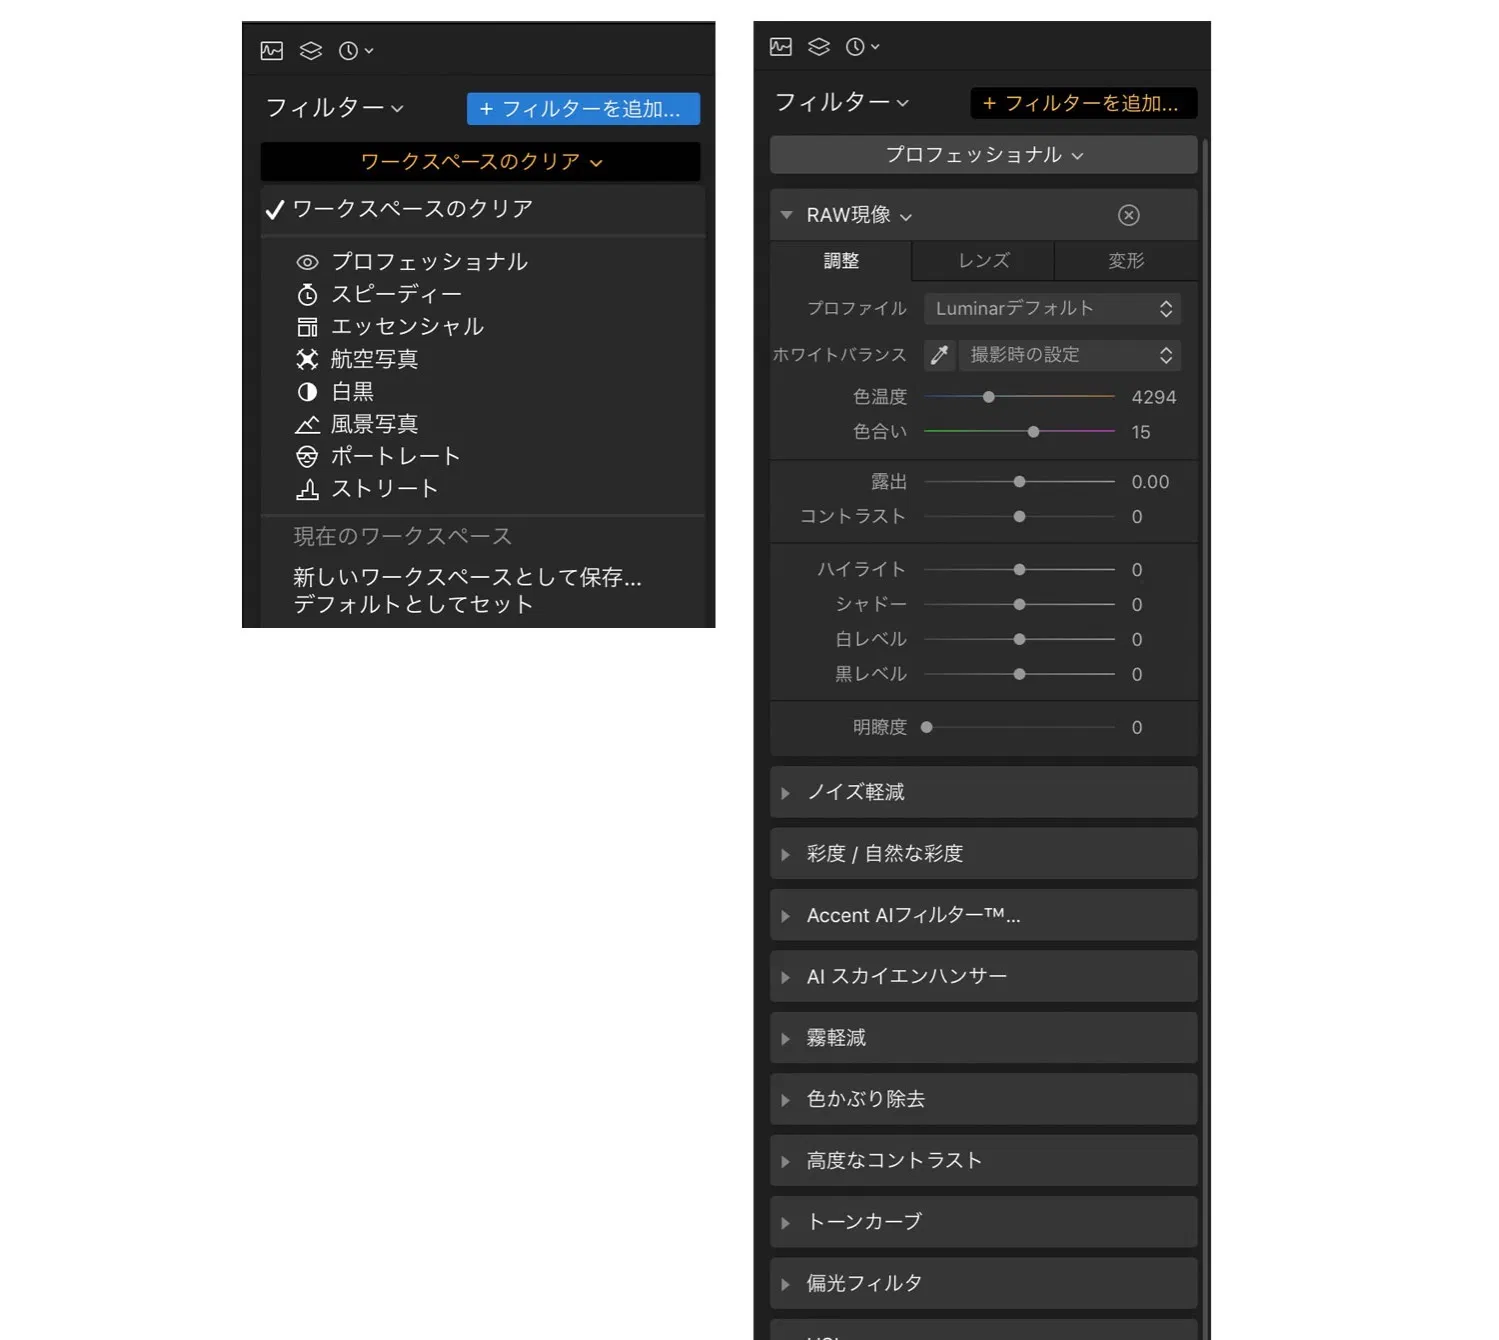 フィルター
+ フィルターを追加...
ワークスペースのクリア
ワークスペースのクリア
プロフェッショナル
スピーディー
エッセンシャル
航空写真
白黒
風景写真
ポートレート
ストリート
現在のワークスペース
新しいワークスペースとして保存...
デフォルトとしてセット
フィルター
+ フィルターを追加...
プロフェッショナル
RAW現像
調整 レンズ 変形
プロファイル Luminarデフォルト
ホワイトバランス 撮影時の設定
色温度 4294
色合い 15
露出 0.00
コントラスト 0
ハイライト 0
シャドー 0
白レベル 0
黒レベル 0
明瞭度 0
ノイズ軽減
彩度 / 自然な彩度
Accent AIフィルター™...
AI スカイエンハンサー
霧軽減
色かぶり除去
高度なコントラスト
トーンカーブ
偏光フィルタ